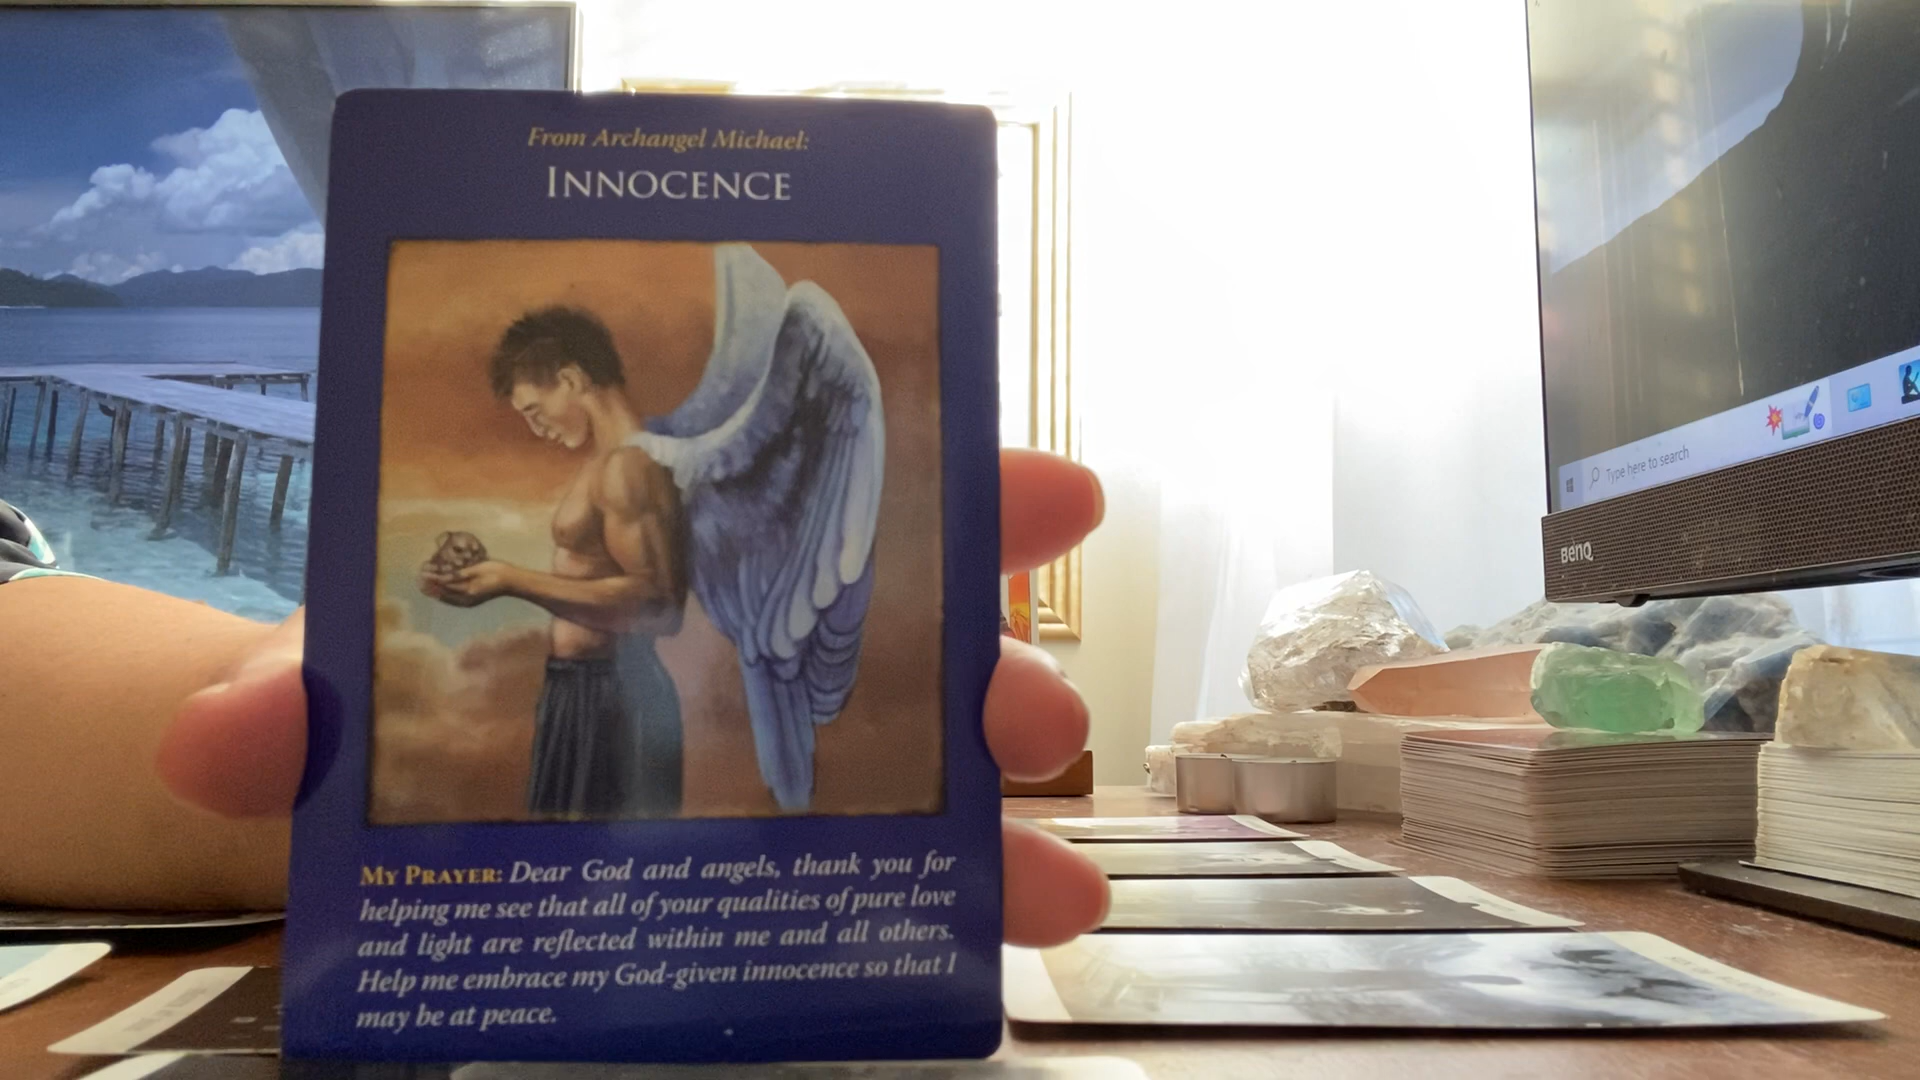 From Archangel Michael:
INNOCENCE
MY PRAYER: Dear God and angels, thank you for
helping me see that all of your qualities of pure love
and light are reflected within me and all others.
Help me embrace my God-given innocence so that I
may be at peace.
Type here to search
BenQ